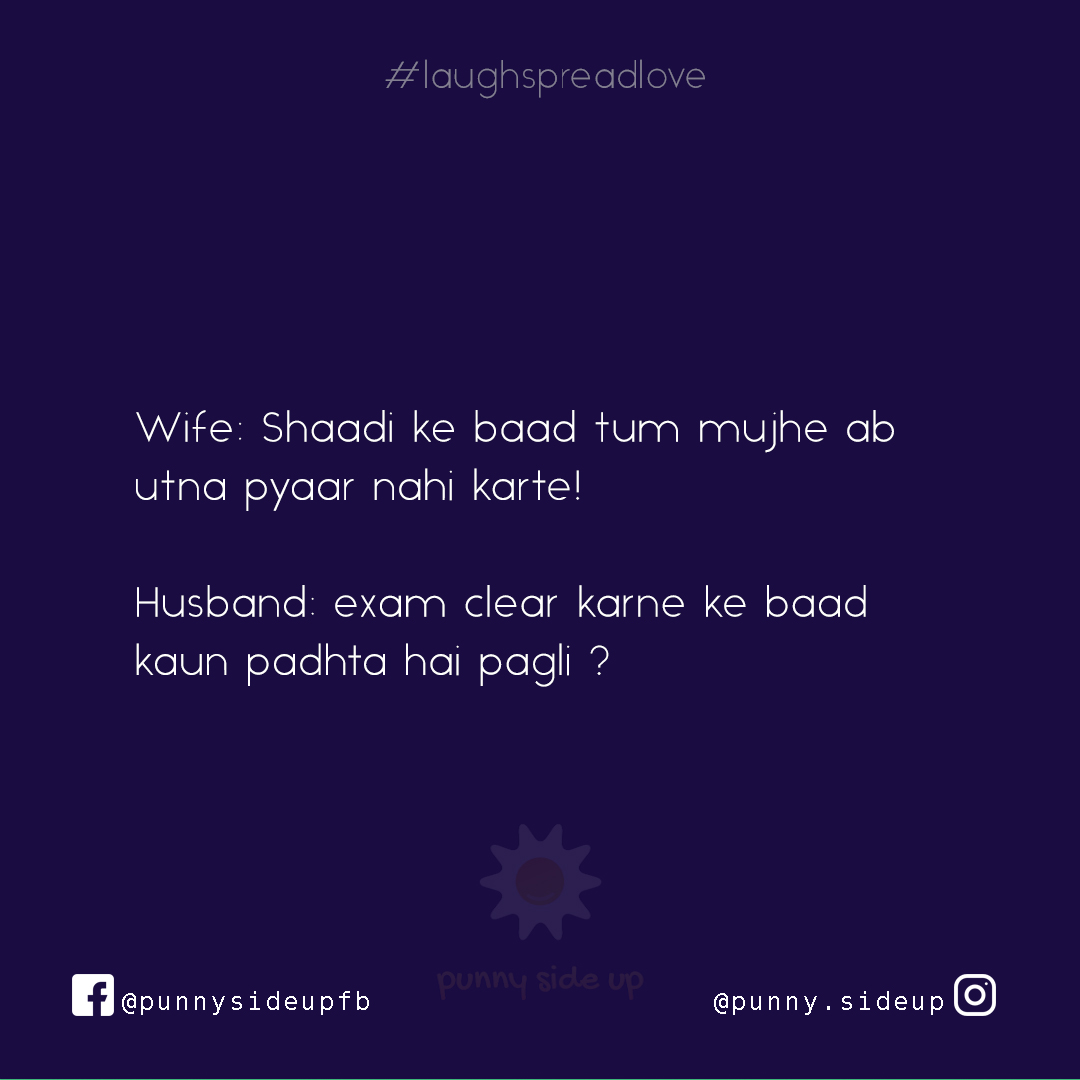 #laughspreadlove
Wife: Shaadi ke baad tum mujhe ab
utna pyaar nahi karte!
Husband: exam clear karne ke baad
kaun padhta hai pagli ?
punny side up
@punnysideupfb
@punny.sideup